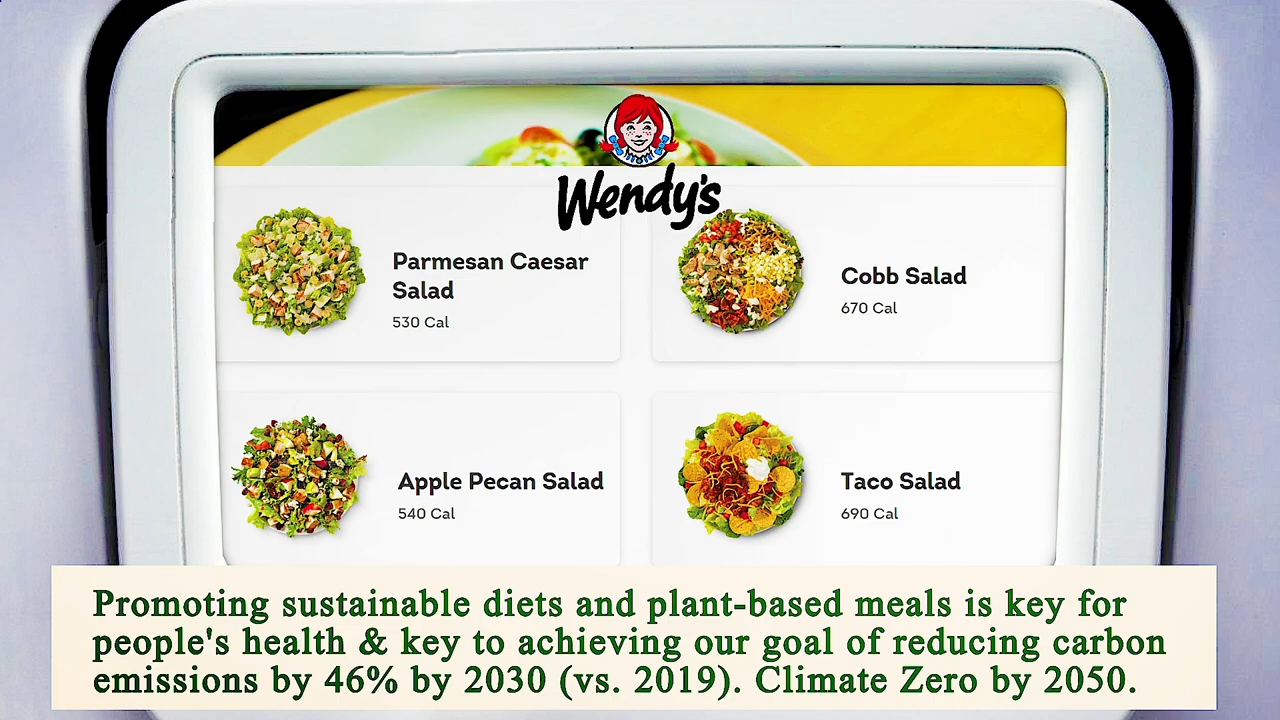 Wendy's
Parmesan Caesar
Salad
530 Cal
Cobb Salad
670 Cal
Apple Pecan Salad
540 Cal
Taco Salad
690 Cal
Promoting sustainable diets and plant-based meals is key for
people's health & key to achieving our goal of reducing carbon
emissions by 46% by 2030 (vs. 2019). Climate Zero by 2050.